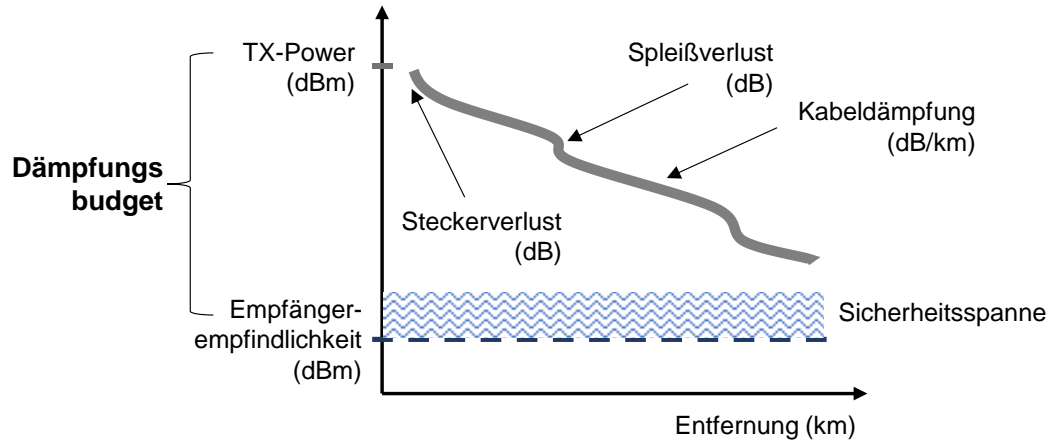 TX-Power
(dBm)
Spleißverlust
(dB)
Kabeldämpfung
(dB/km)
Dämpfungs
budget
Steckerverlust
(dB)
Empfänger-
empfindlichkeit
(dBm)
Sicherheitsspanne
Entfernung (km)